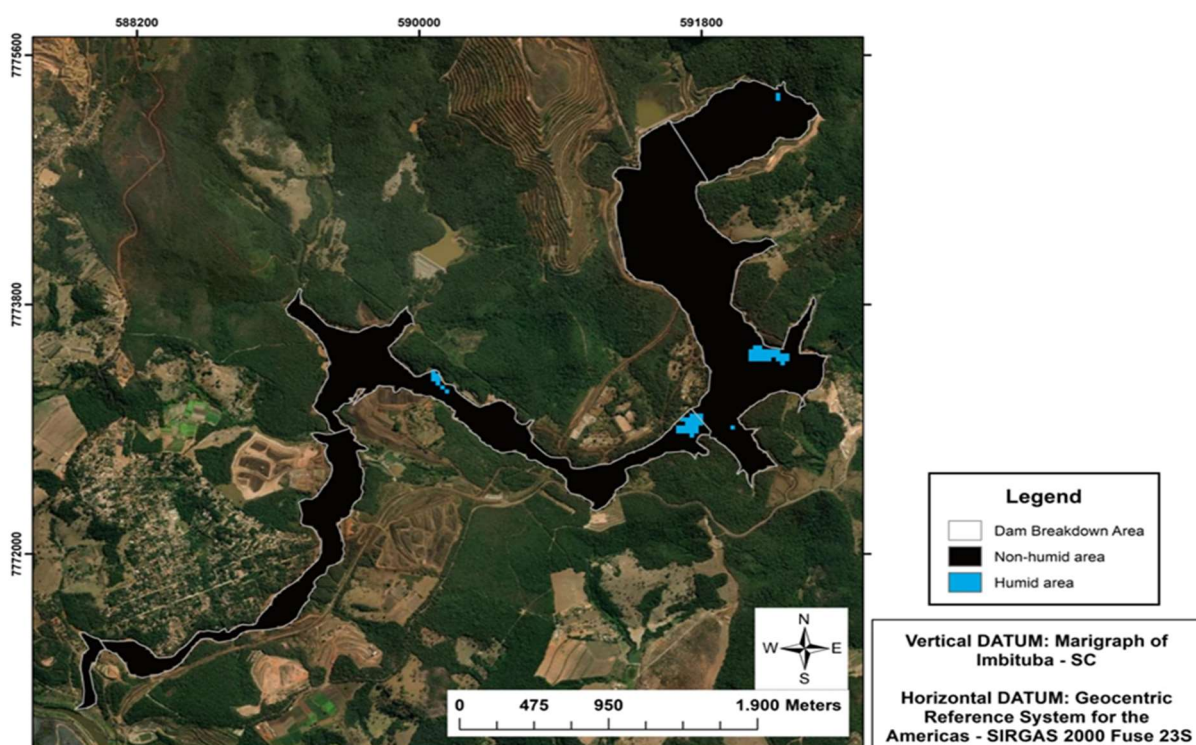 588200
590000
591800
7775600
7773800
7772000
Legend
Dam Breakdown Area
Non-humid area
Humid area
N
W
E
S
0
475
950
1.900 Meters
Vertical DATUM: Marigraph of
Imbituba - SC
Horizontal DATUM: Geocentric
Reference System for the
Americas - SIRGAS 2000 Fuse 23S